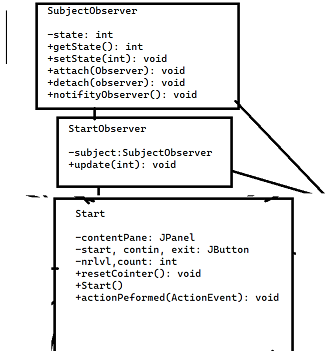 SubjectObserver
-state: int
+getState(): int
+setState(int): void
+attach(Observer): void
+detach(observer): void
+notifityObserver(): void
StartObserver
-subject:SubjectObserver
+update(int): void
Start
-contentPane: JPanel
-start, contin, exit: JButton
-nrlvl,count: int
+resetCointer(): void
+Start()
+actionPeformed(ActionEvent): void